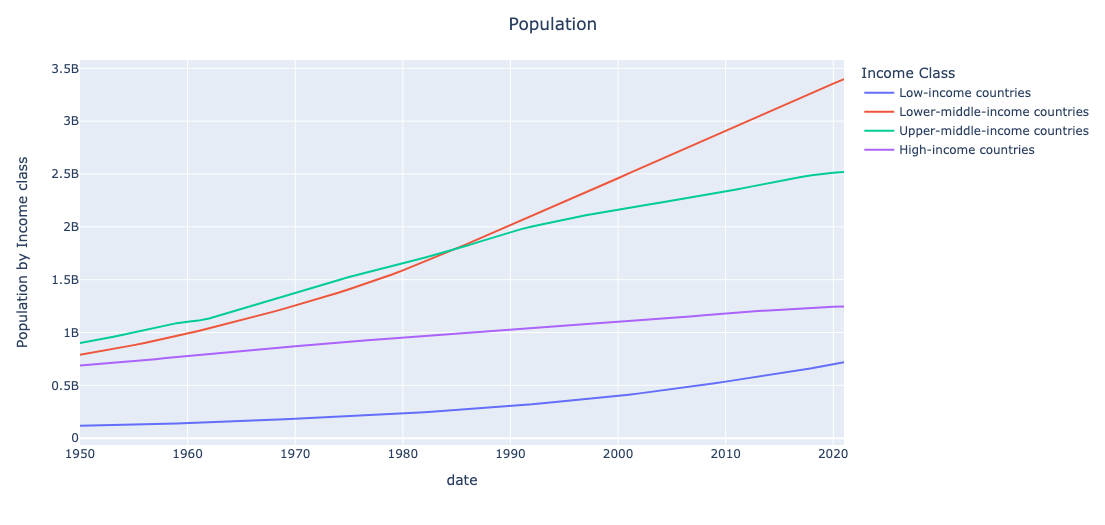 Population
Population by Income class
3.5B
3B
2.5B
2B
1.5B
1B
0.5B
0
1950 1960 1970 1980 1990 2000 2010 2020
date
Income Class
Low-income countries
Lower-middle-income countries
Upper-middle-income countries
High-income countries